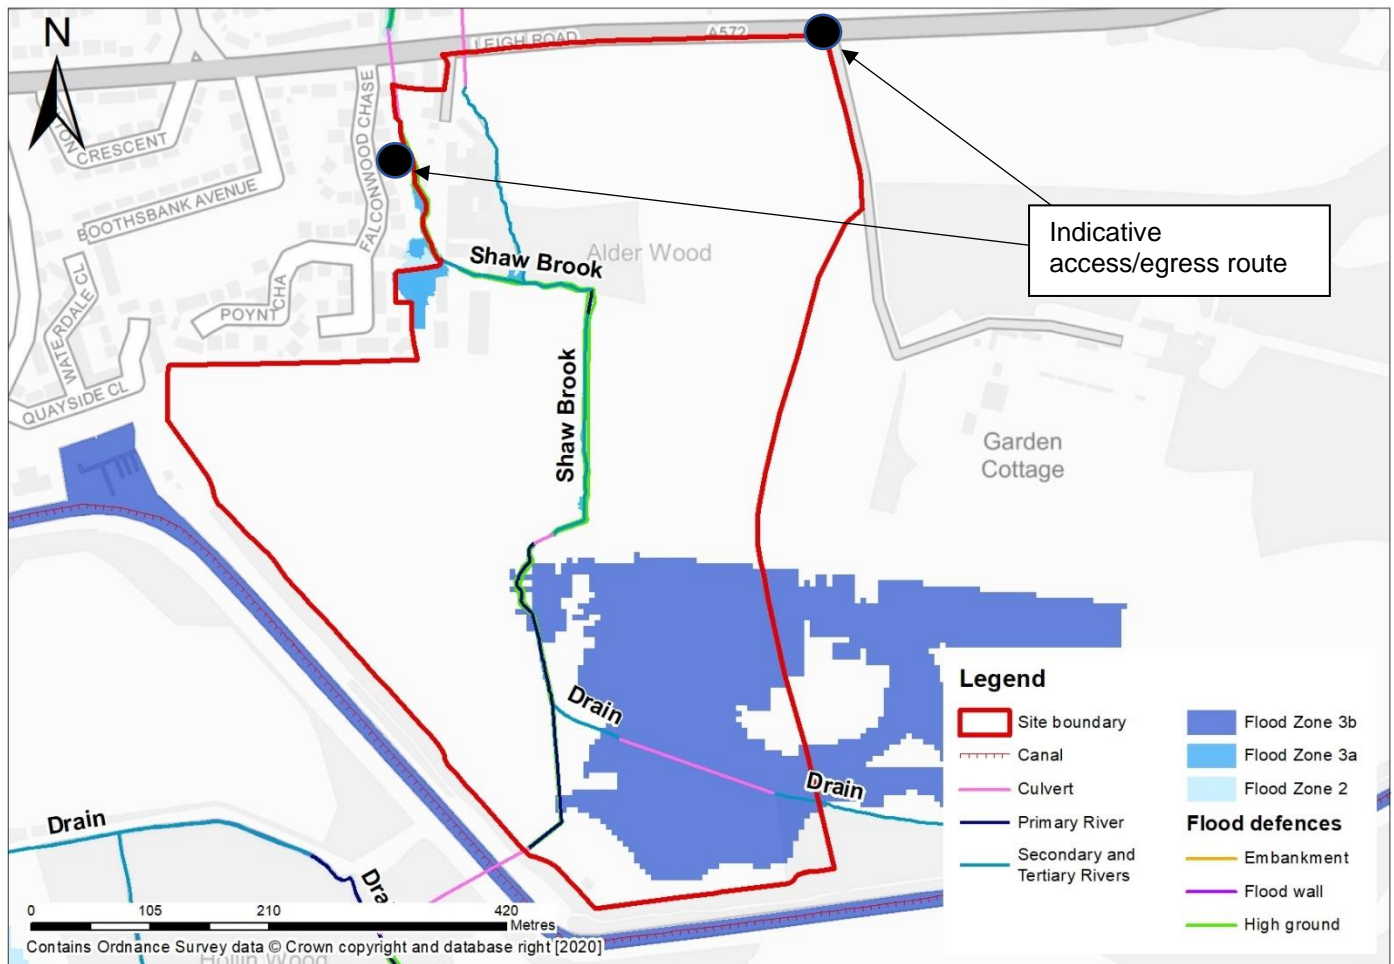 N
LEIGH ROAD
A572
CRESCENT
BOOTHSBANK AVENUE
FALCONWOOD CHASE
WATERDALE CL
POYNT
CHA
QUAYSIDE CL
Shaw Brook
Alder Wood
Shaw Brook
Indicative
access/egress route
Garden
Cottage
Drain
Drain
Drain
Hollin Wood
0 105 210 420
Metres
Contains Ordnance Survey data © Crown copyright and database right [2020]
Legend
Site boundary
Canal
Culvert
Primary River
Secondary and
Tertiary Rivers
Flood Zone 3b
Flood Zone 3a
Flood Zone 2
Flood defences
Embankment
Flood wall
High ground